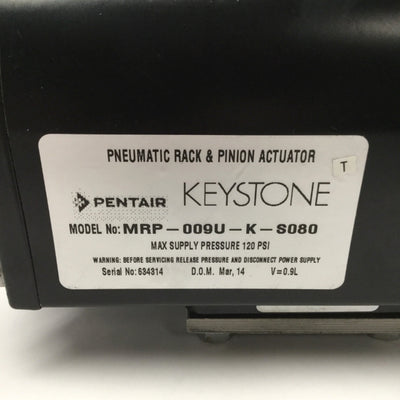 PNEUMATIC RACK & PINION ACTUATOR
T
PENTAIR KEYSTONE
MODEL No: MRP-009U-K-S080
MAX SUPPLY PRESSURE 120 PSI
WARNING: BEFORE SERVICING RELEASE PRESSURE AND DISCONNECT POWER SUPPLY
Serial No: 634314 D.O.M. Mar, 14 V=0.9L